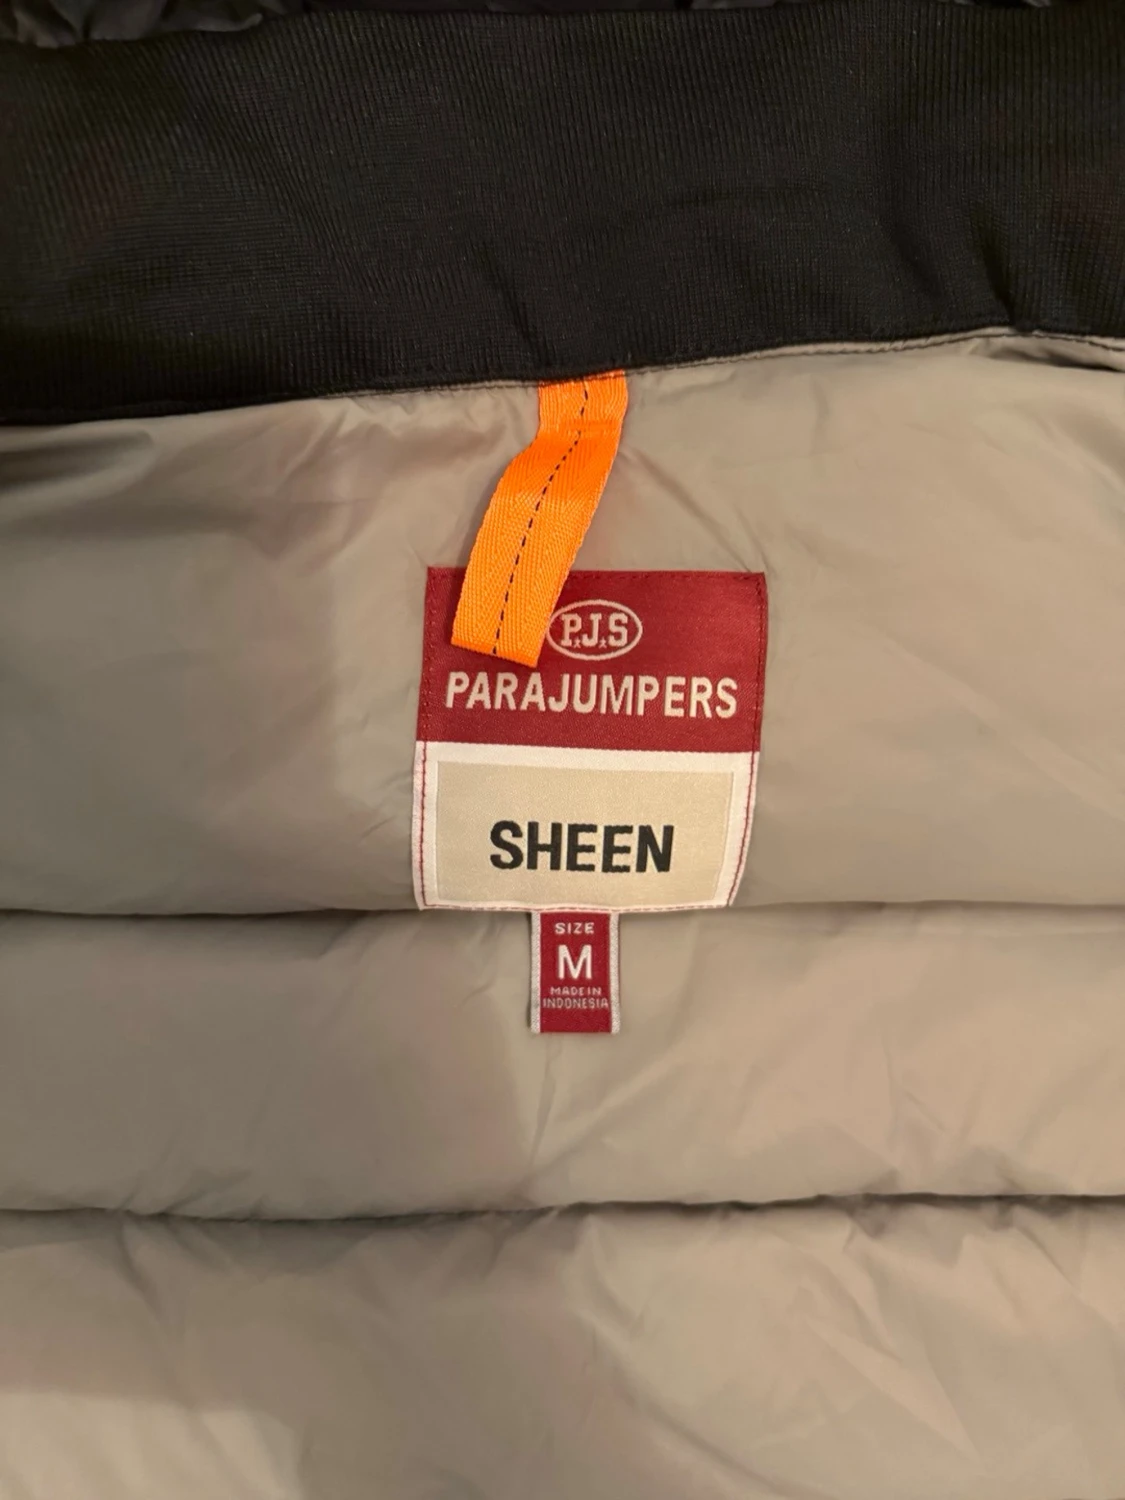 P.J.S
PARAJUMPERS
SHEEN
SIZE
M
MADE IN
INDONESIA